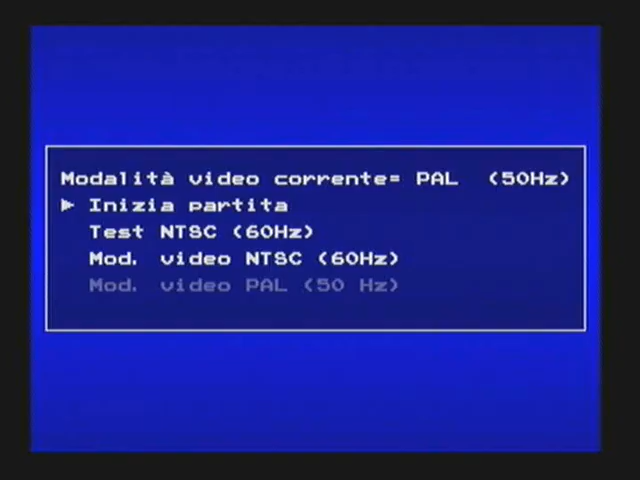 Modalità video corrente= PAL (50Hz)
► Inizia partita
Test NTSC (60Hz)
Mod. video NTSC (60Hz)
Mod. video PAL (50 Hz)